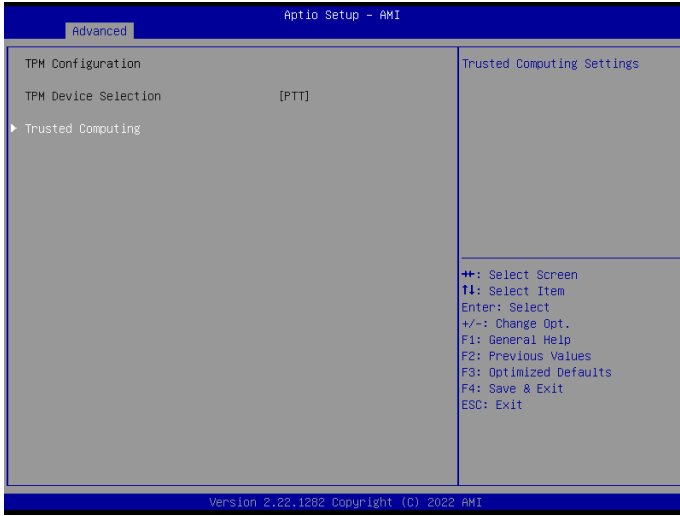 Aptio Setup - AMI
Advanced
TPM Configuration
TPM Device Selection [PTT]
Trusted Computing
Trusted Computing Settings
→←: Select Screen
↑↓: Select Item
Enter: Select
+/-: Change Opt.
F1: General Help
F2: Previous Values
F3: Optimized Defaults
F4: Save & Exit
ESC: Exit
Version 2.22.1282 Copyright (C) 2022 AMI